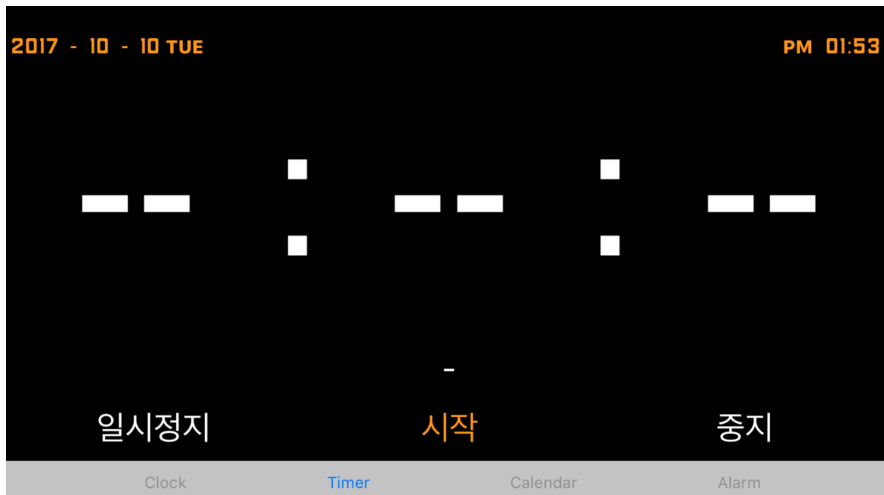 2017 - 10 - 10 TUE
PM 01:53
-- : -- : --
-
일시정지 시작 중지
Clock Timer Calendar Alarm